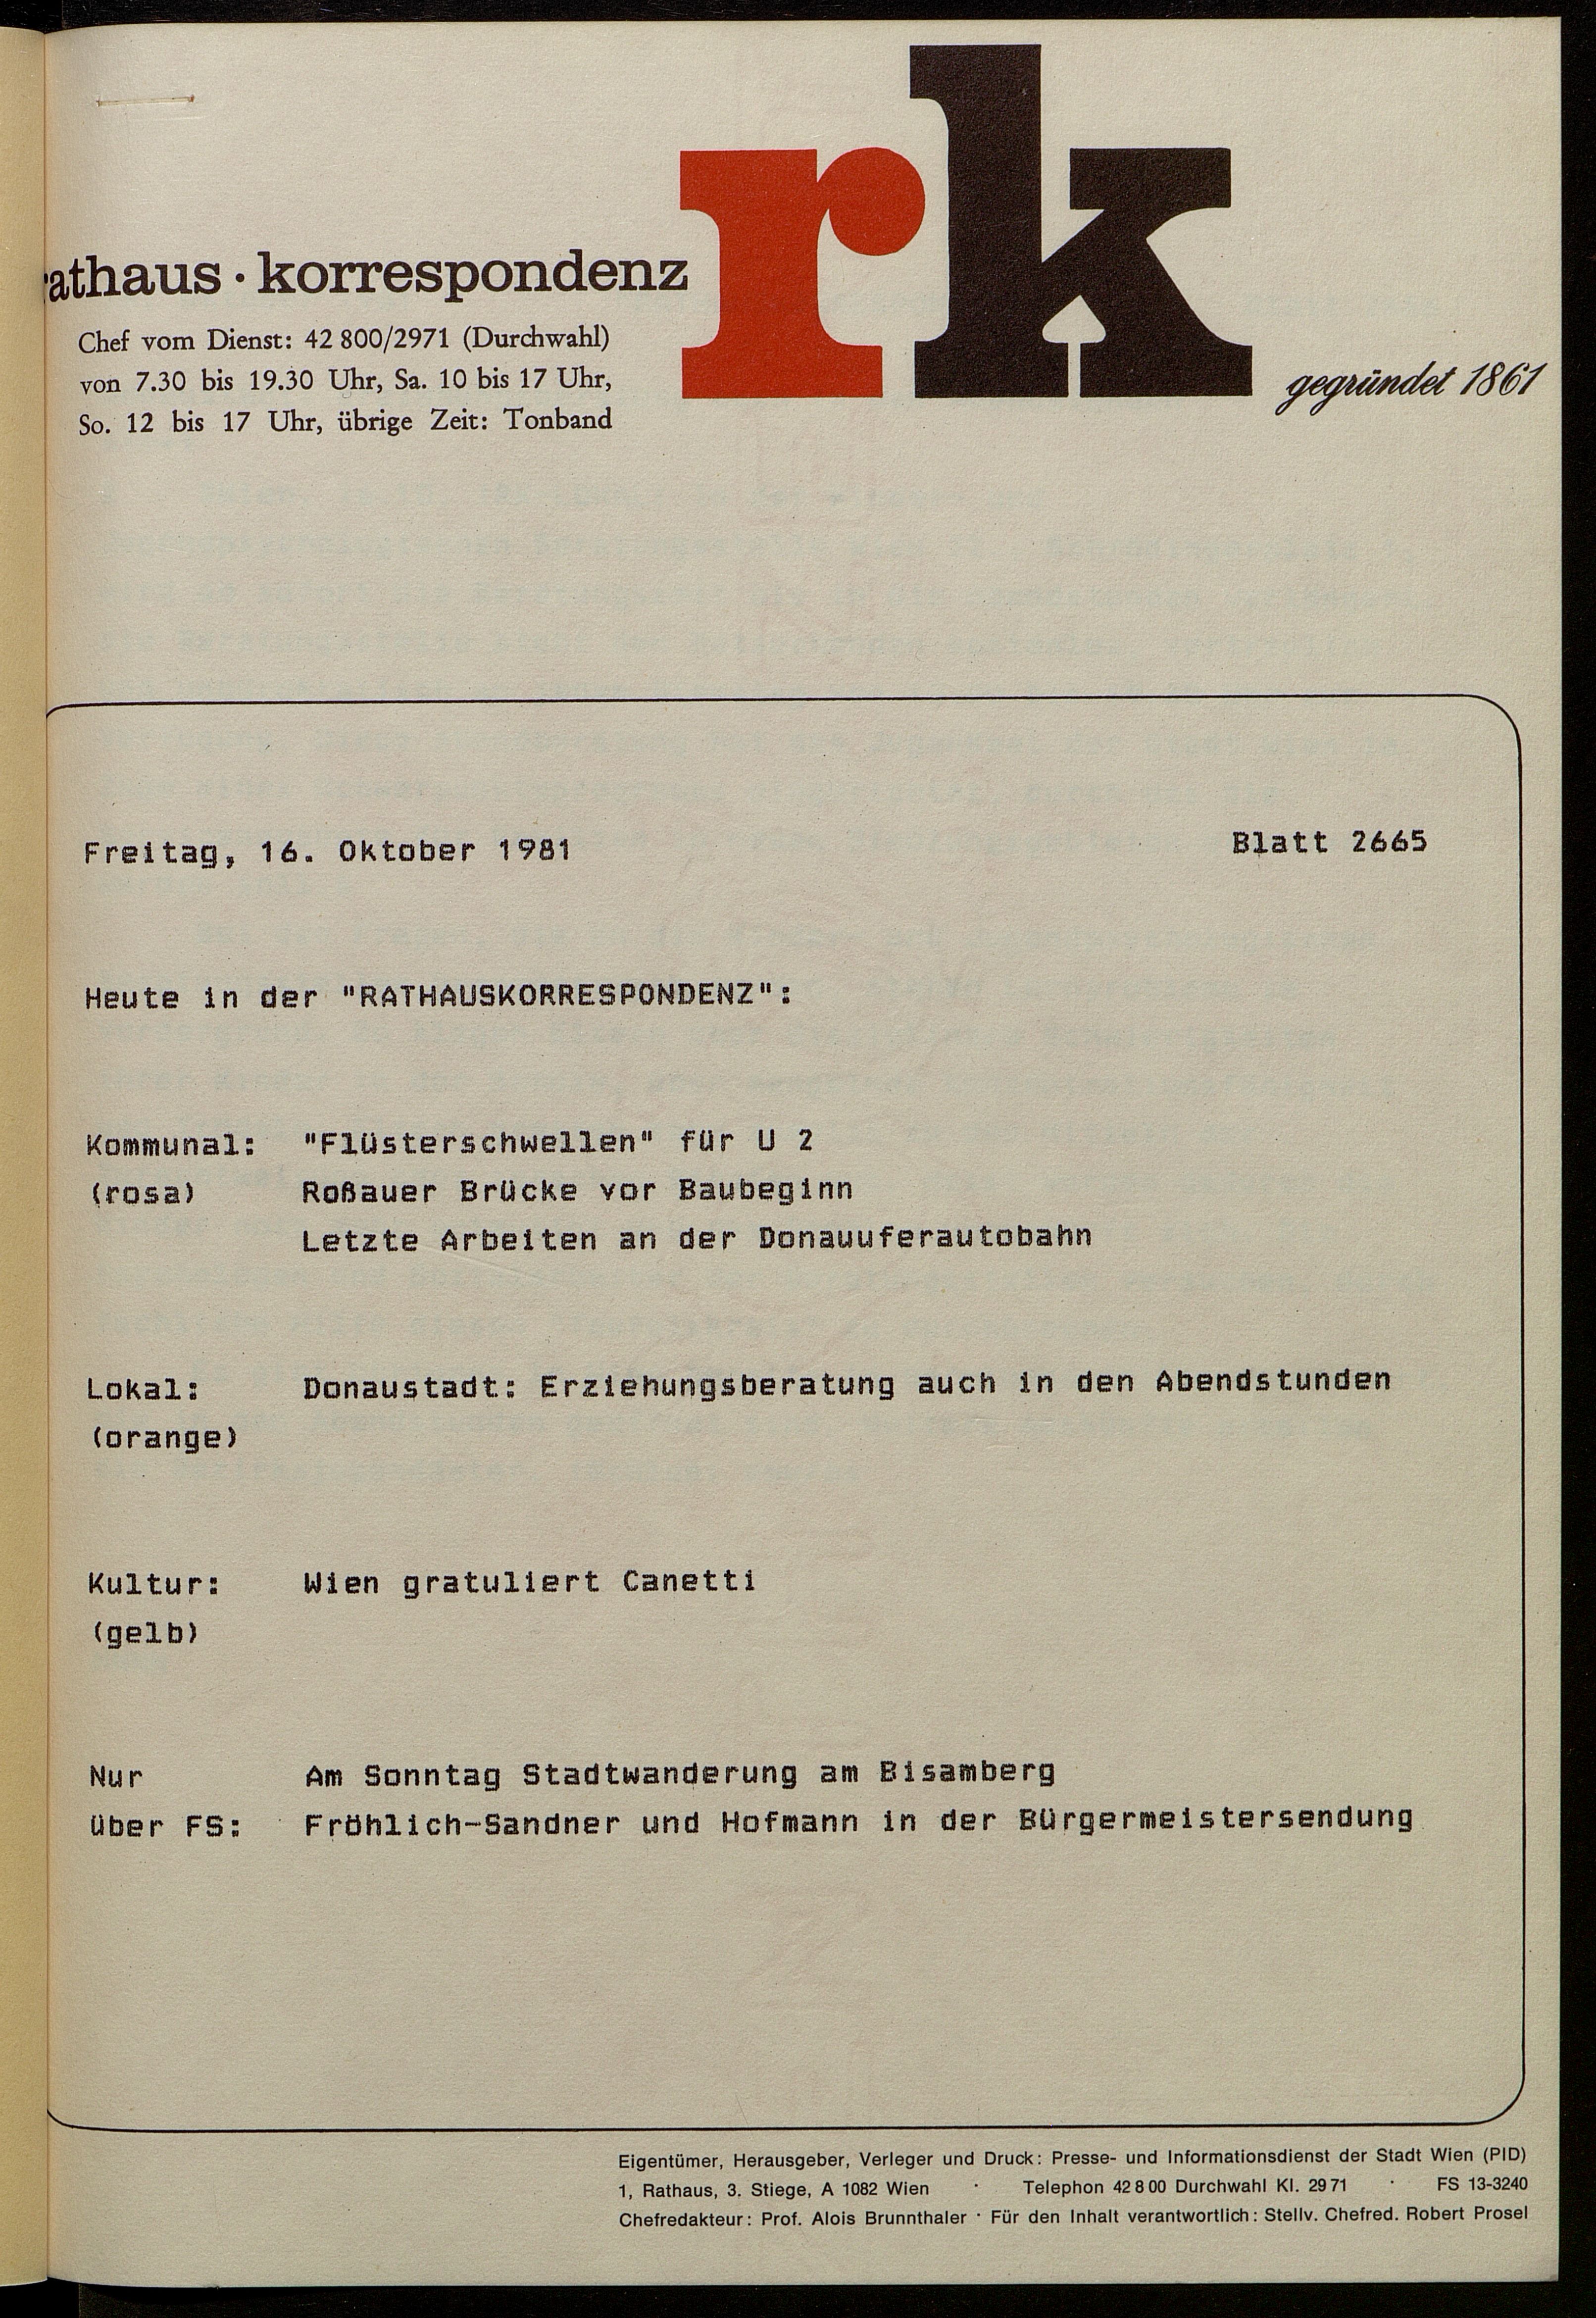 rk
rathaus · korrespondenz
Chef vom Dienst: 42 800/2971 (Durchwahl)
von 7.30 bis 19.30 Uhr, Sa. 10 bis 17 Uhr,
So. 12 bis 17 Uhr, übrige Zeit: Tonband
gegründet 1861
Freitag, 16. Oktober 1981 Blatt 2665
Heute in der "RATHAUSKORRESPONDENZ":
Kommunal: "Flüsterschwellen" für U 2
(rosa) Roßauer Brücke vor Baubeginn
Letzte Arbeiten an der Donauuferautobahn
Lokal: Donaustadt: Erziehungsberatung auch in den Abendstunden
(orange)
Kultur: Wien gratuliert Canetti
(gelb)
Nur Am Sonntag Stadtwanderung am Bisamberg
über FS: Fröhlich-Sandner und Hofmann in der Bürgermeistersendung
Eigentümer, Herausgeber, Verleger und Druck: Presse- und Informationsdienst der Stadt Wien (PID)
1, Rathaus, 3. Stiege, A 1082 Wien · Telephon 42 8 00 Durchwahl Kl. 29 71 · FS 13-3240
Chefredakteur: Prof. Alois Brunnthaler · Für den Inhalt verantwortlich: Stellv. Chefred. Robert Prosel